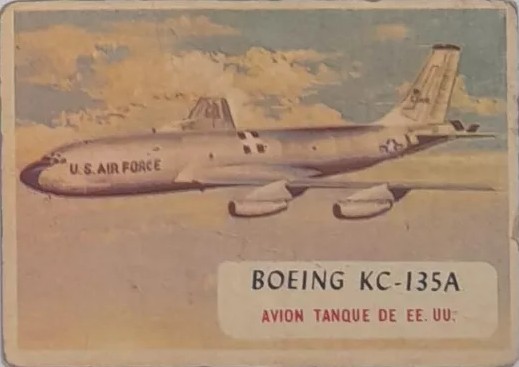 U.S. AIR FORCE
BOEING KC-135A
AVION TANQUE DE EE. UU.